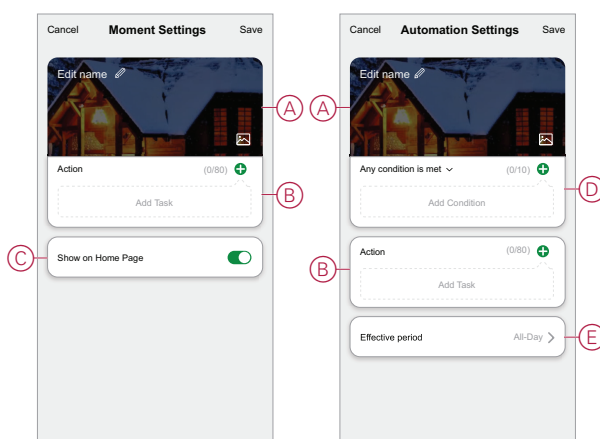 Cancel Moment Settings Save
Edit name
A
Action (0/80)
Add Task
B
C
Show on Home Page
Cancel Automation Settings Save
A
Edit name
Any condition is met (0/10)
D
Add Condition
Action (0/80)
B
Add Task
Effective period All-Day
E